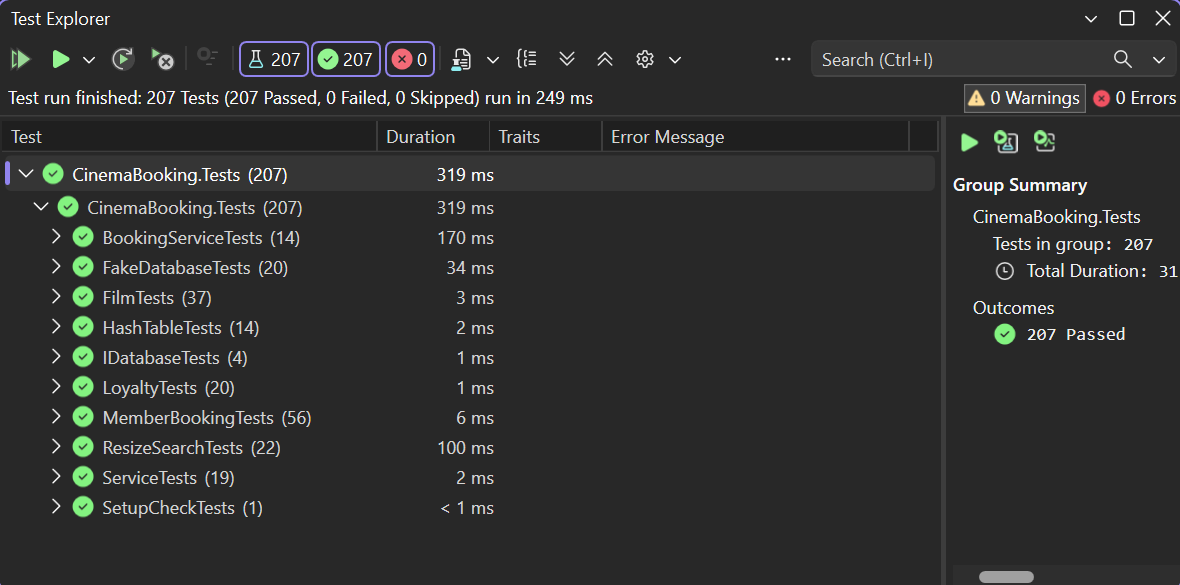 Test Explorer
207 207 0 Search (Ctrl+I)
Test run finished: 207 Tests (207 Passed, 0 Failed, 0 Skipped) run in 249 ms 0 Warnings 0 Errors
Test Duration Traits Error Message
CinemaBooking.Tests (207) 319 ms
CinemaBooking.Tests (207) 319 ms
BookingServiceTests (14) 170 ms
FakeDatabaseTests (20) 34 ms
FilmTests (37) 3 ms
HashTableTests (14) 2 ms
IDatabaseTests (4) 1 ms
LoyaltyTests (20) 1 ms
MemberBookingTests (56) 6 ms
ResizeSearchTests (22) 100 ms
ServiceTests (19) 2 ms
SetupCheckTests (1) < 1 ms
Group Summary
CinemaBooking.Tests
Tests in group: 207
Total Duration: 31
Outcomes
207 Passed